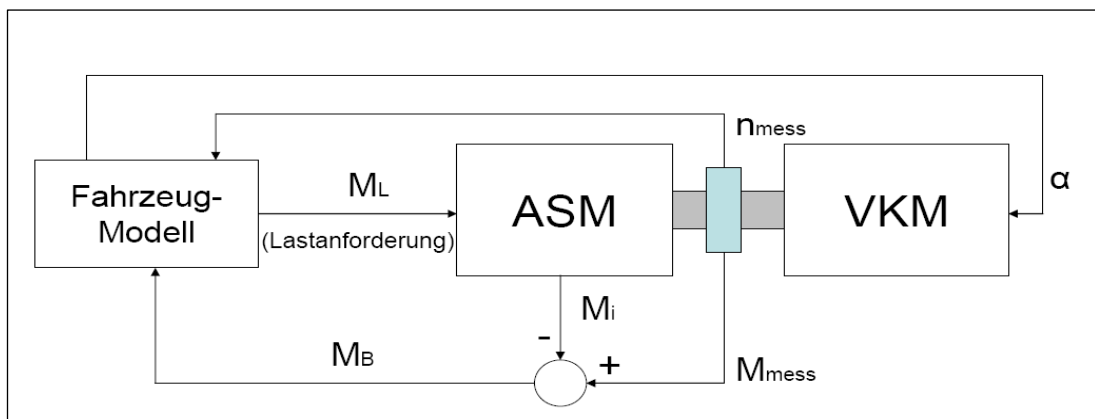 nmess
Fahrzeug-
Modell
ML
(Lastanforderung)
ASM
VKM
α
Mi
-
+
MB
Mmess